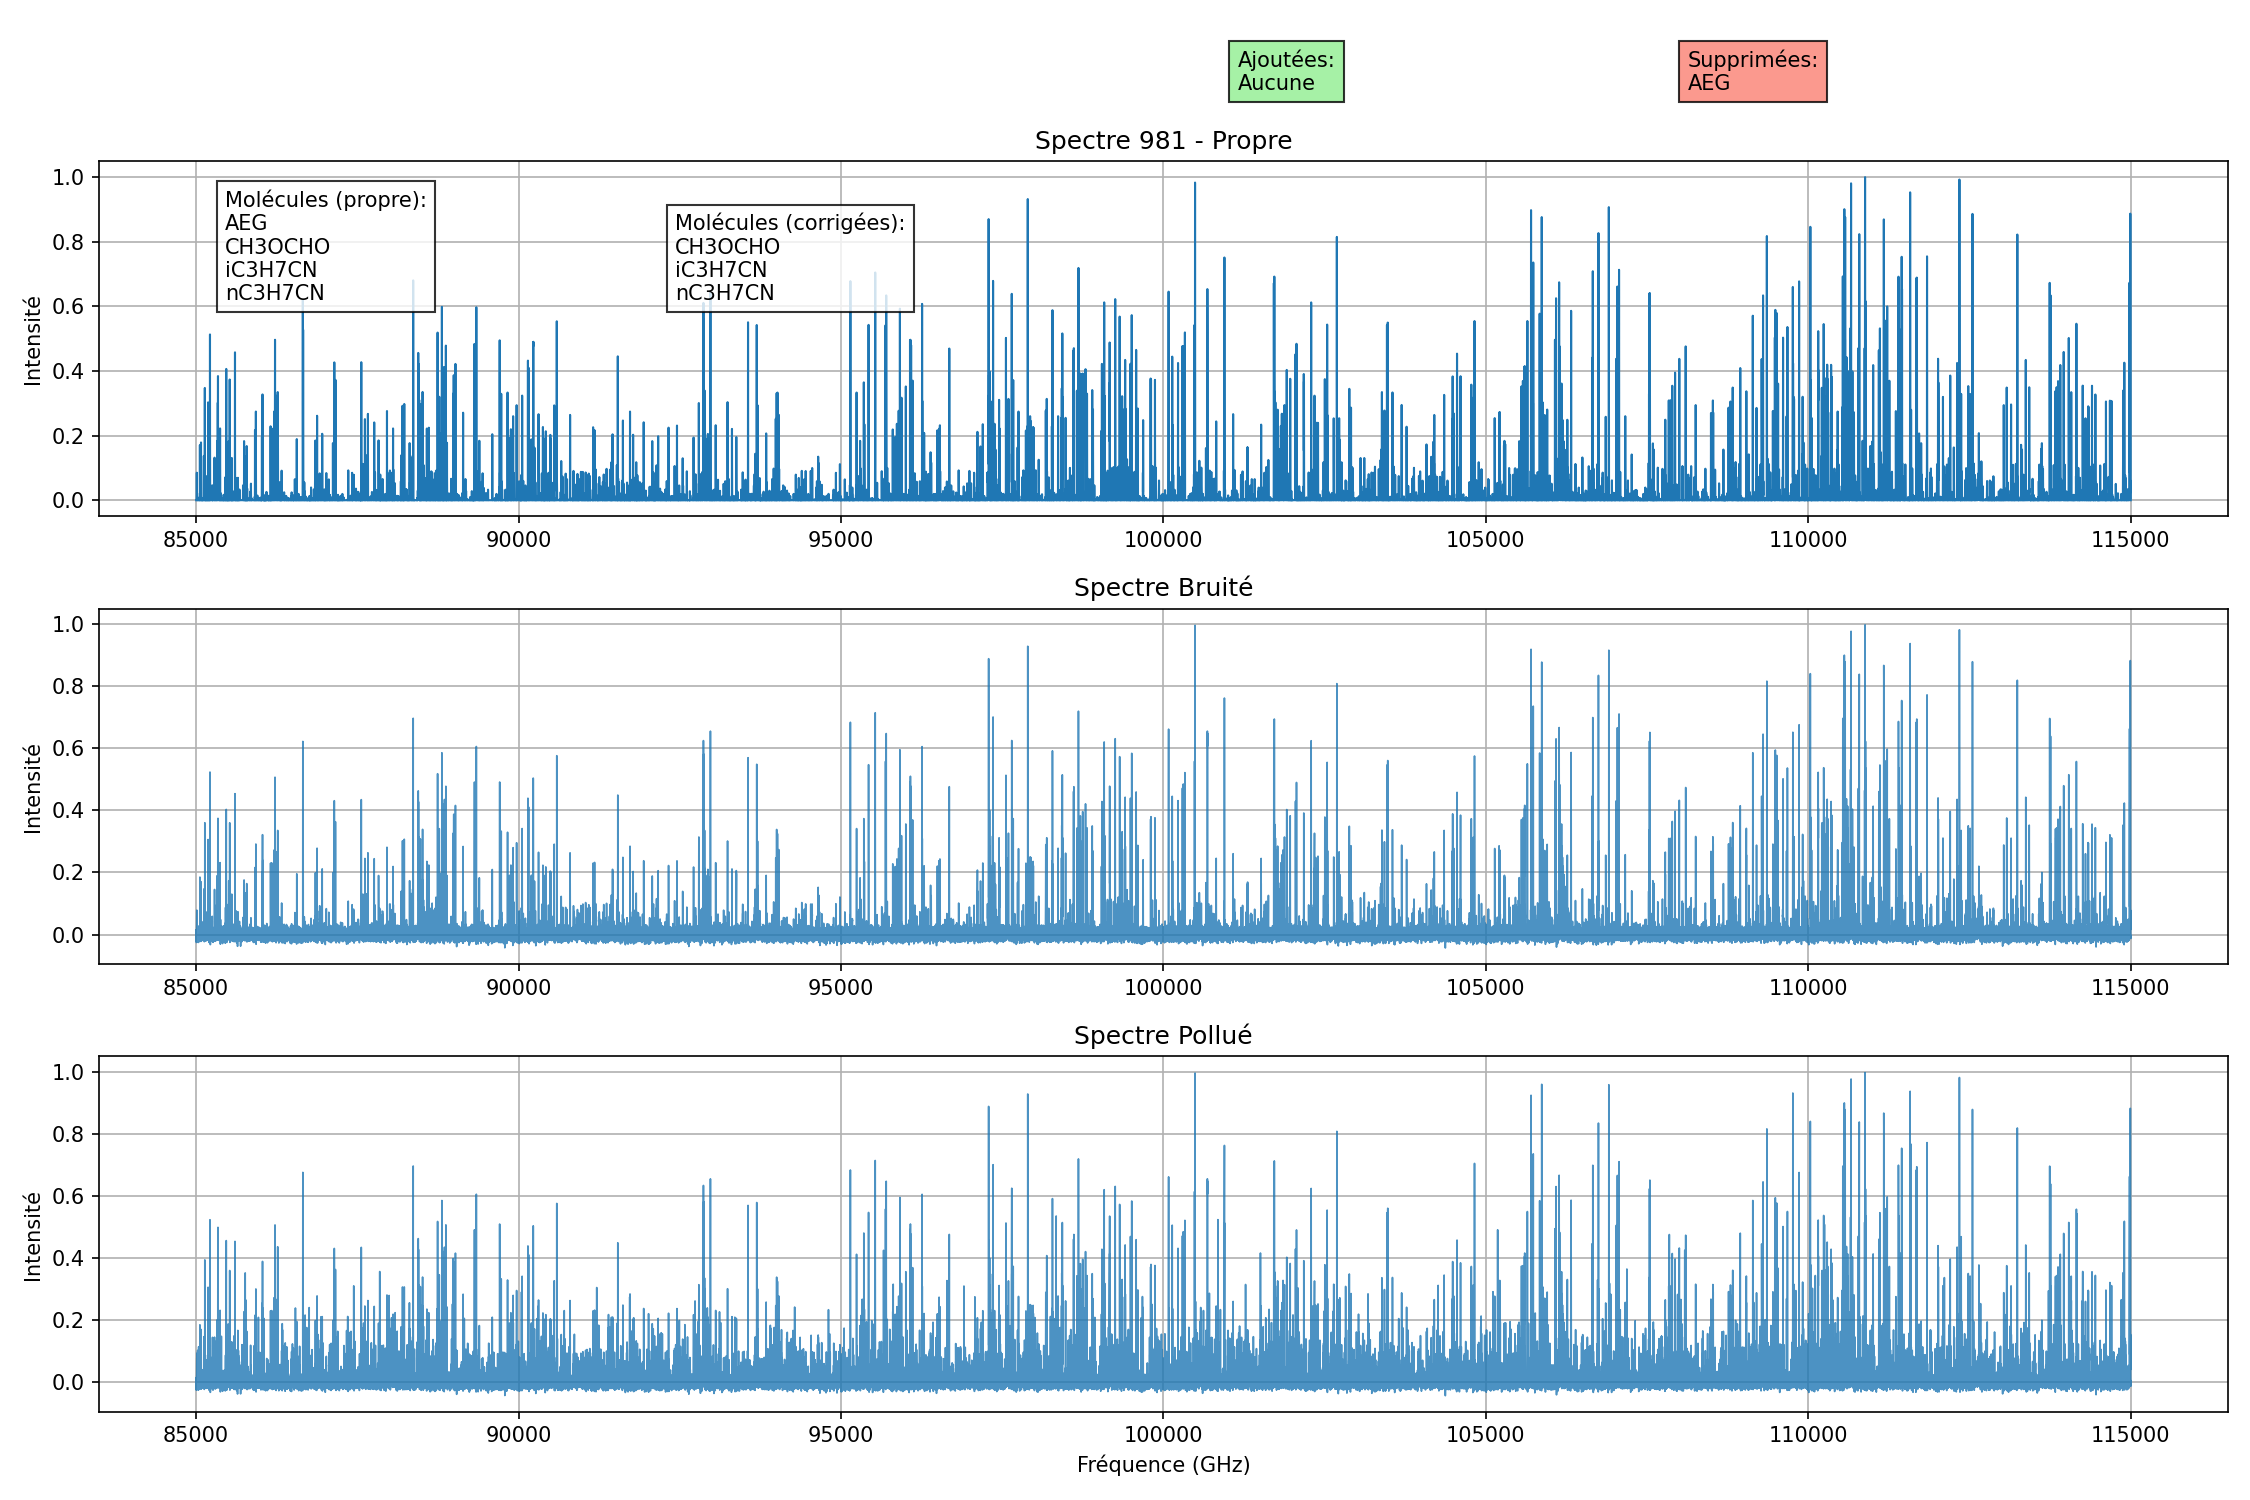 Ajoutées:
Aucune
Supprimées:
AEG
Spectre 981 - Propre
Molécules (propre):
AEG
CH3OCHO
iC3H7CN
nC3H7CN
Molécules (corrigées):
CH3OCHO
iC3H7CN
nC3H7CN
Intensité
1.0
0.8
0.6
0.4
0.2
0.0
85000 90000 95000 100000 105000 110000 115000
Spectre Bruité
Intensité
1.0
0.8
0.6
0.4
0.2
0.0
85000 90000 95000 100000 105000 110000 115000
Spectre Pollué
Intensité
1.0
0.8
0.6
0.4
0.2
0.0
85000 90000 95000 100000 105000 110000 115000
Fréquence (GHz)